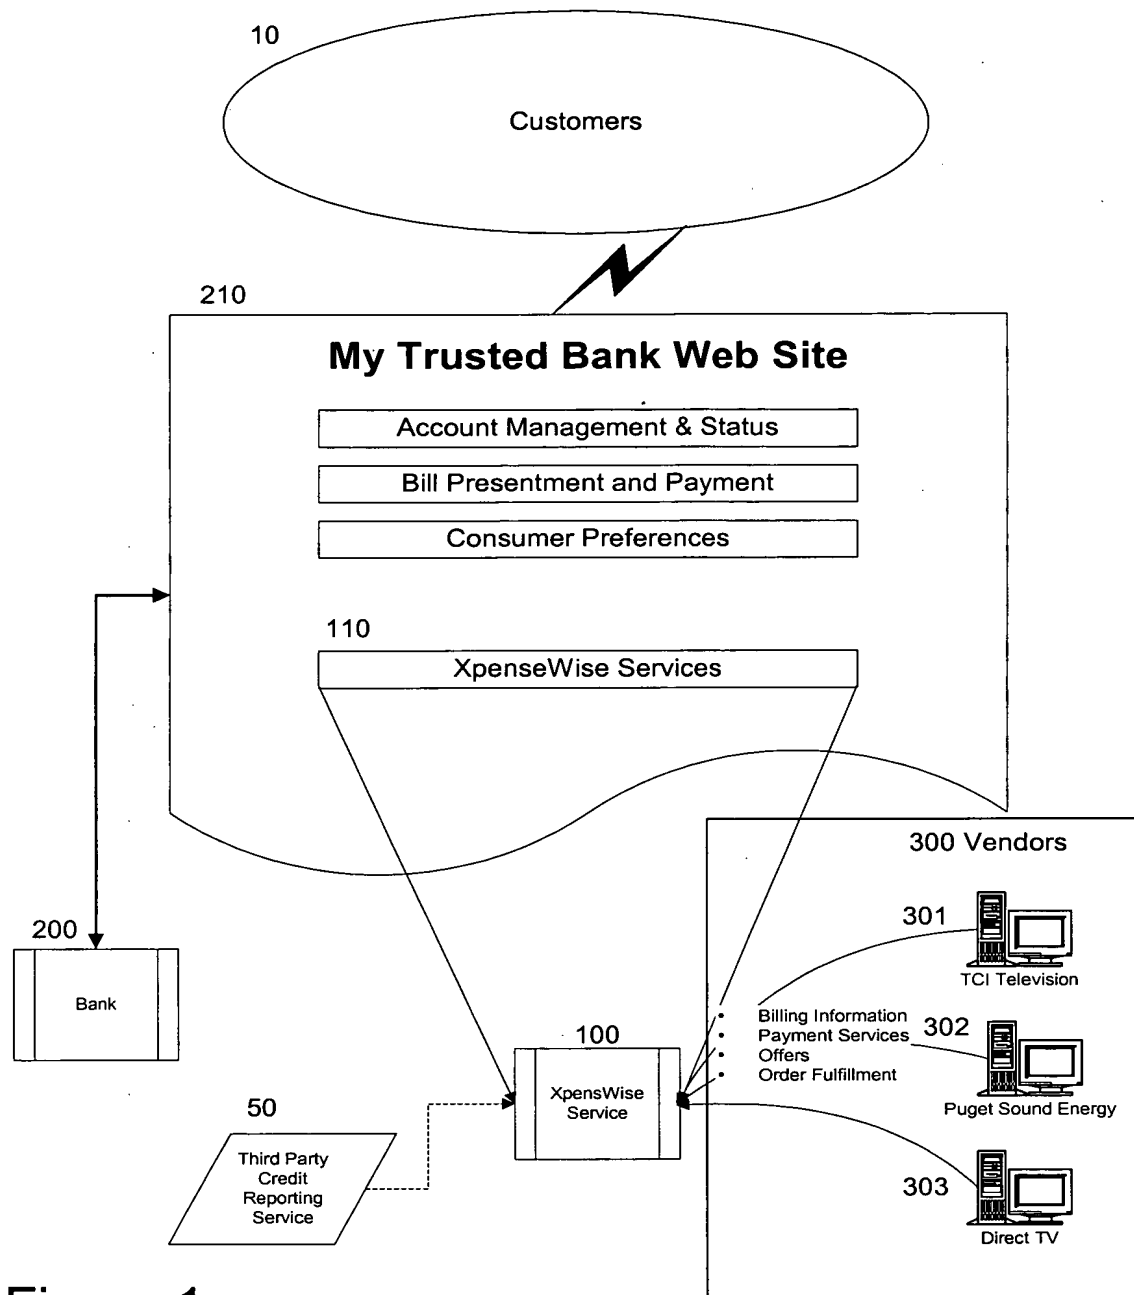 10
Customers
210
My Trusted Bank Web Site
Account Management & Status
Bill Presentment and Payment
Consumer Preferences
110
XpenseWise Services
300 Vendors
301
TCI Television
200
Bank
• Billing Information
• Payment Services
• Offers
• Order Fulfillment
302
Puget Sound Energy
100
XpensWise
Service
50
Third Party
Credit
Reporting
Service
303
Direct TV